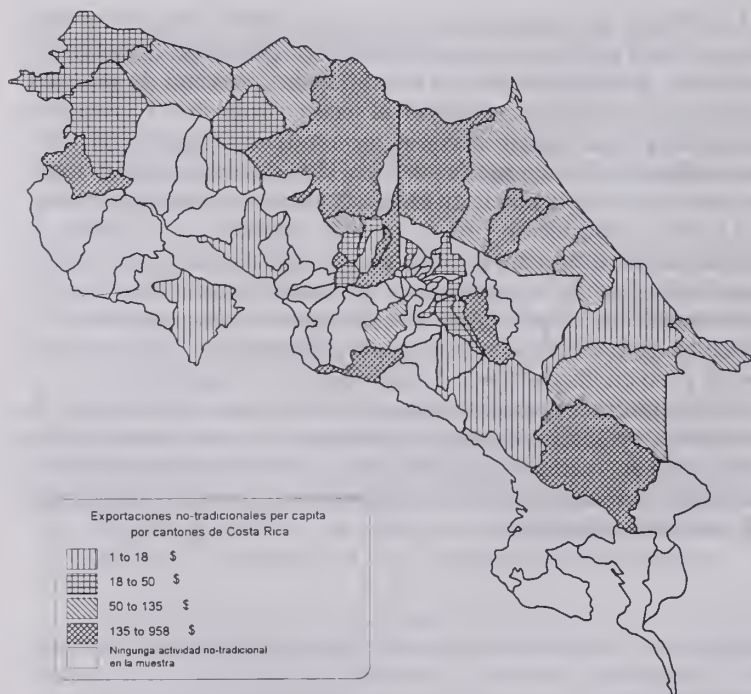 Exportaciones no-tradicionales per capita
por cantones de Costa Rica
1 to 18 $
18 to 50 $
50 to 135 $
135 to 958 $
Ningunga actividad no-tradicional
en la muestra